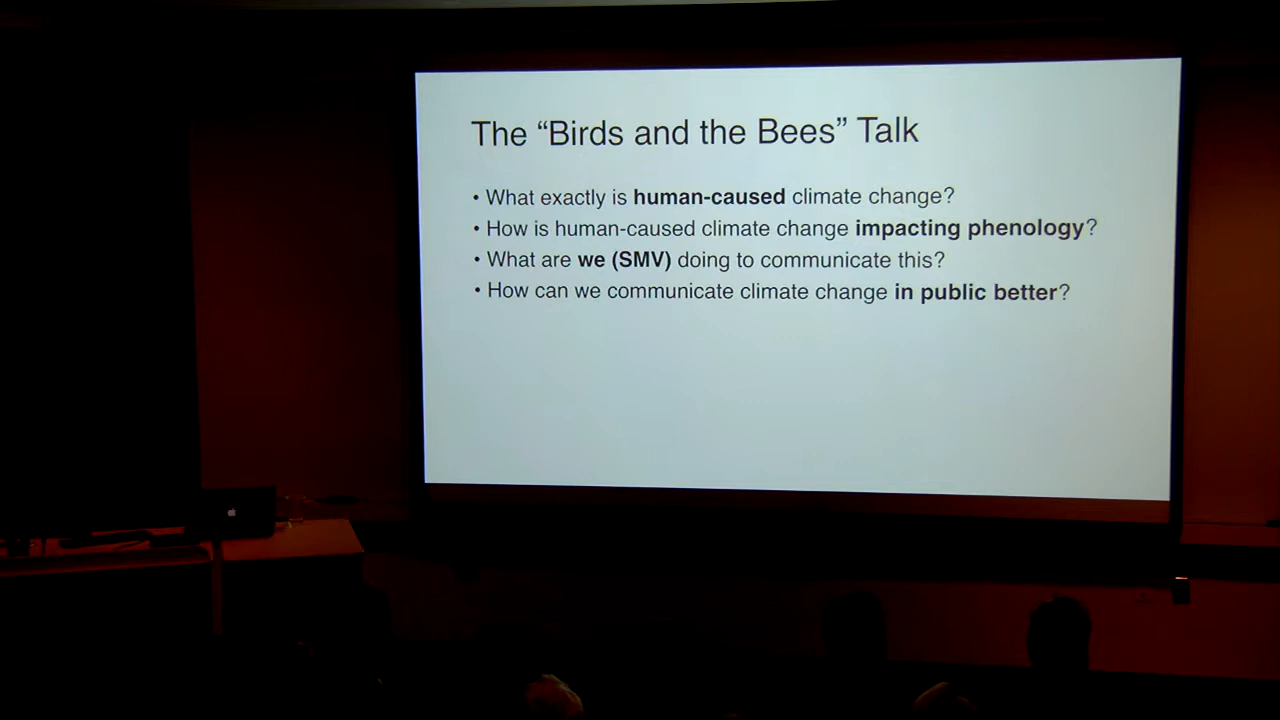 The “Birds and the Bees” Talk
• What exactly is human-caused climate change?
• How is human-caused climate change impacting phenology?
• What are we (SMV) doing to communicate this?
• How can we communicate climate change in public better?